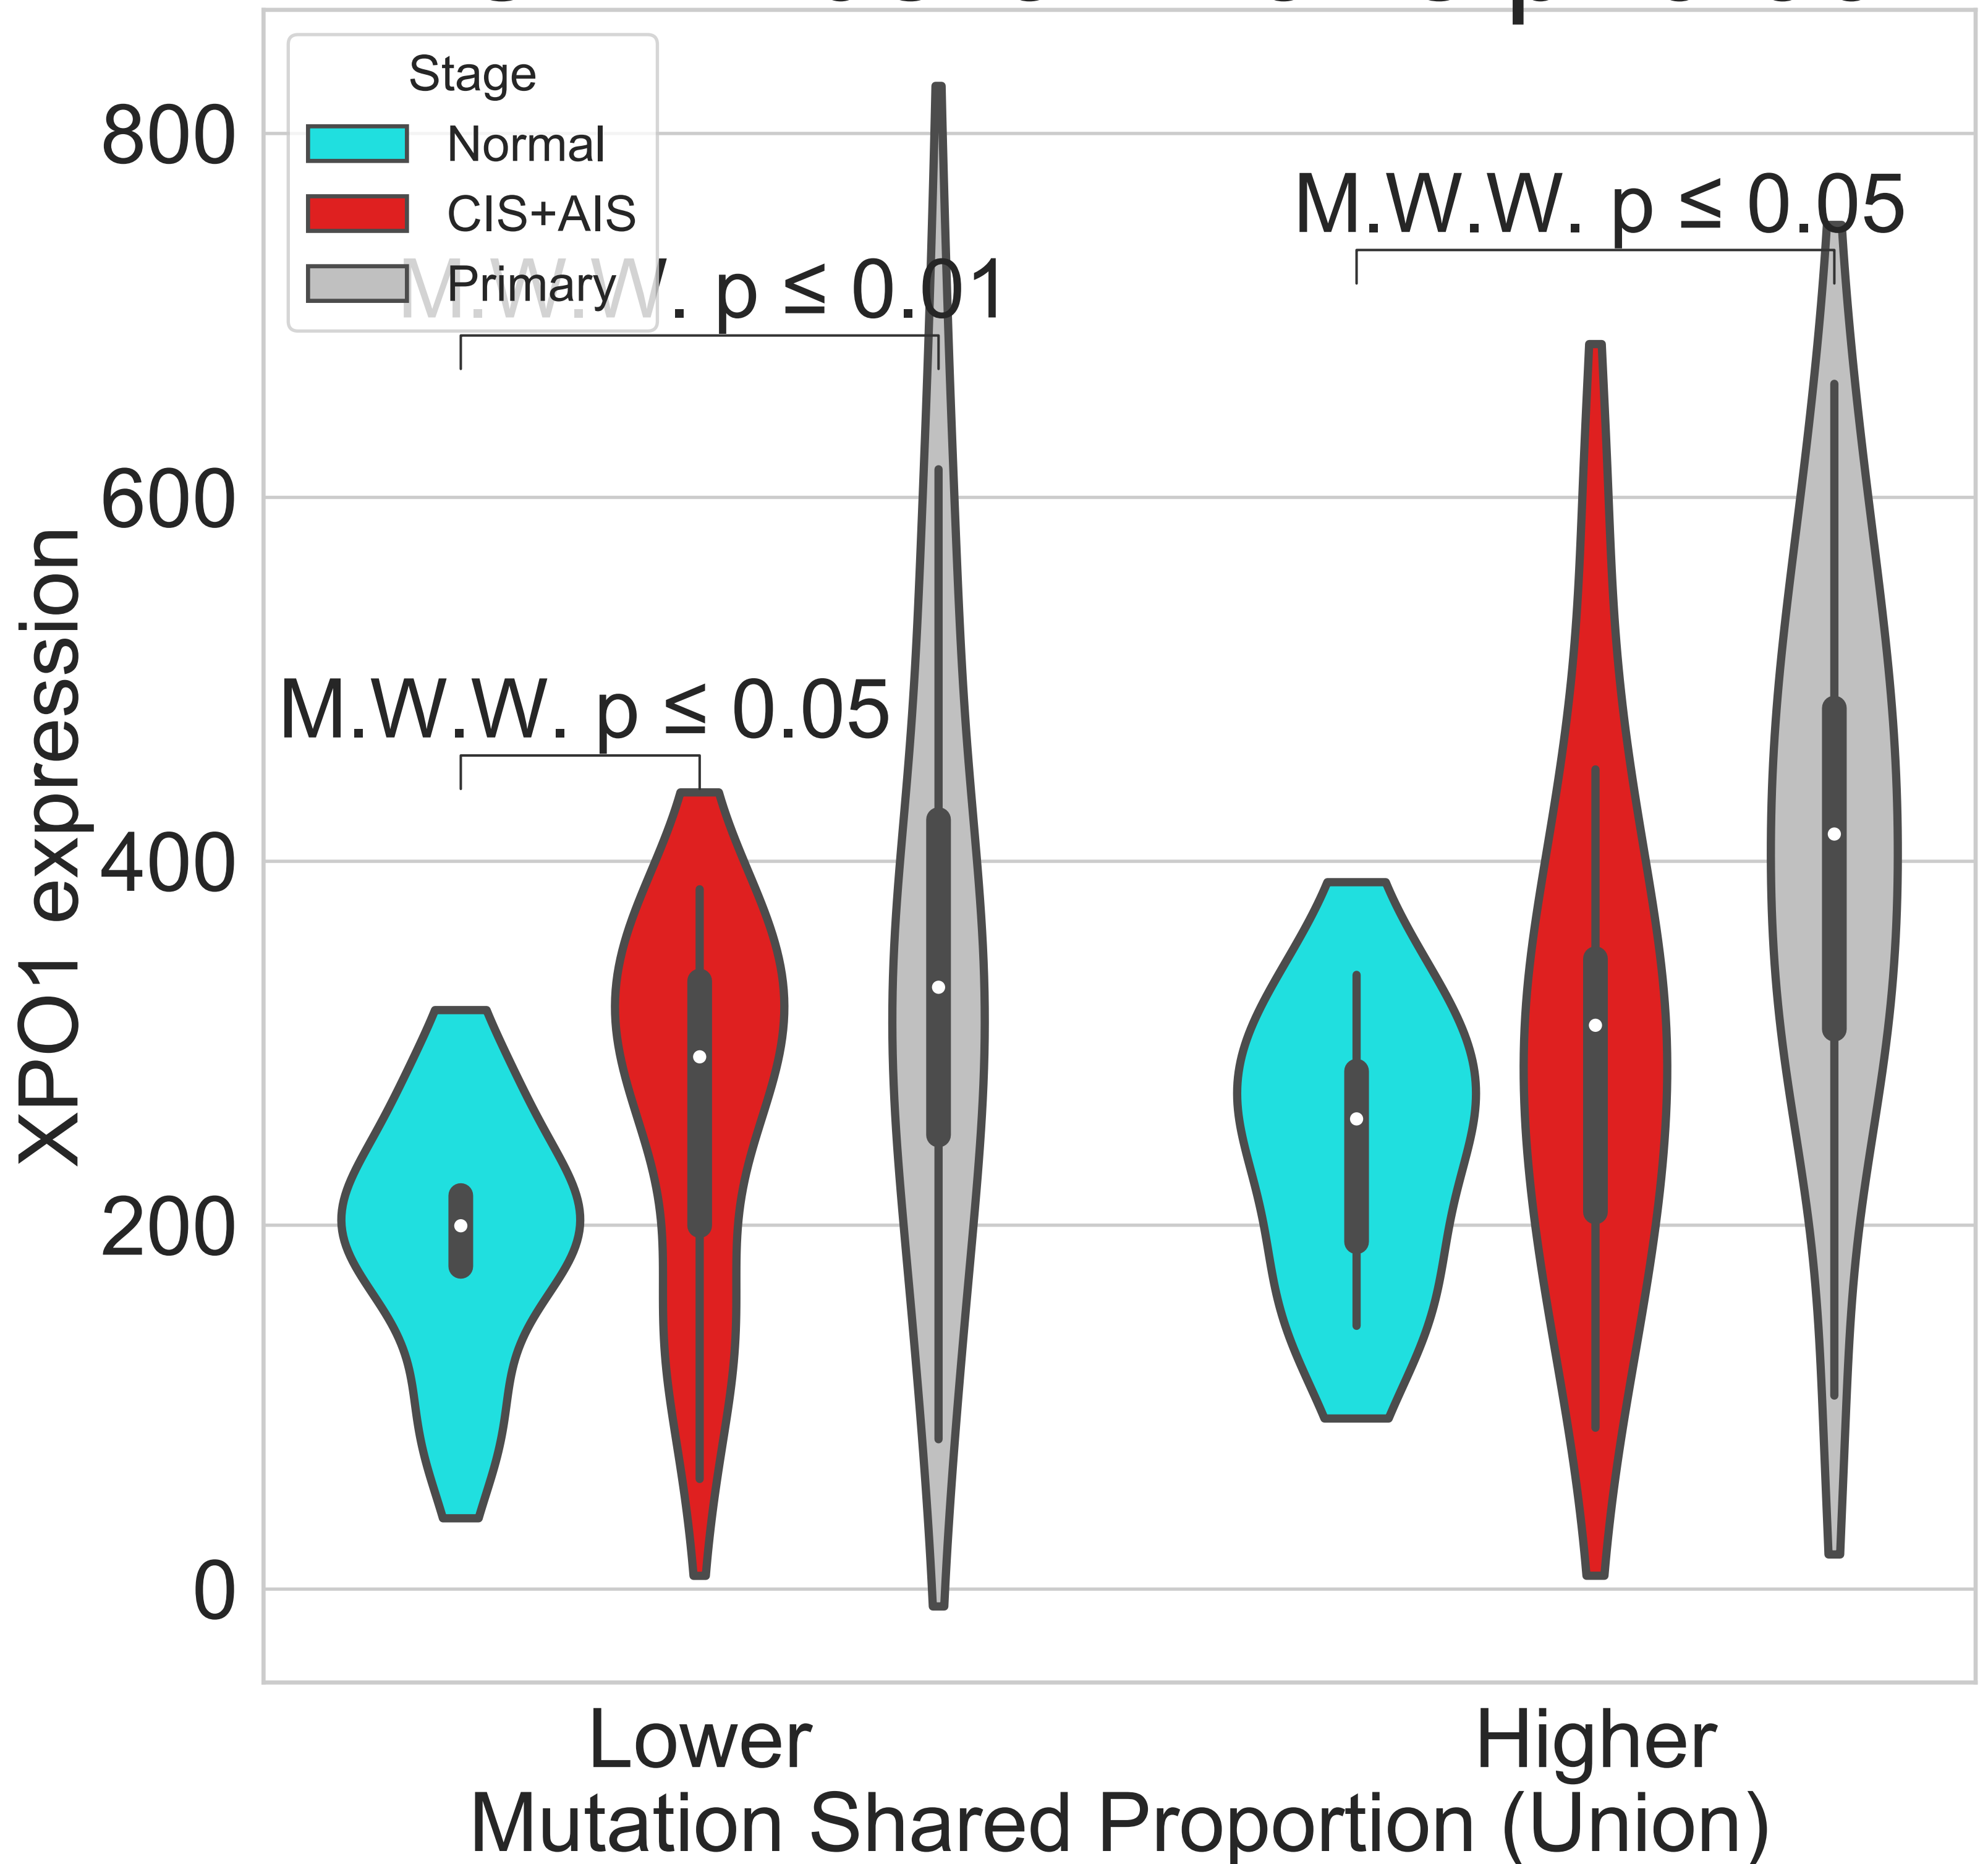 Stage
Normal
CIS+AIS
Primary
M.W.W. p ≤ 0.01
M.W.W. p ≤ 0.05
M.W.W. p ≤ 0.05
800
600
400
200
0
XPO1 expression
Lower
Higher
Mutation Shared Proportion (Union)